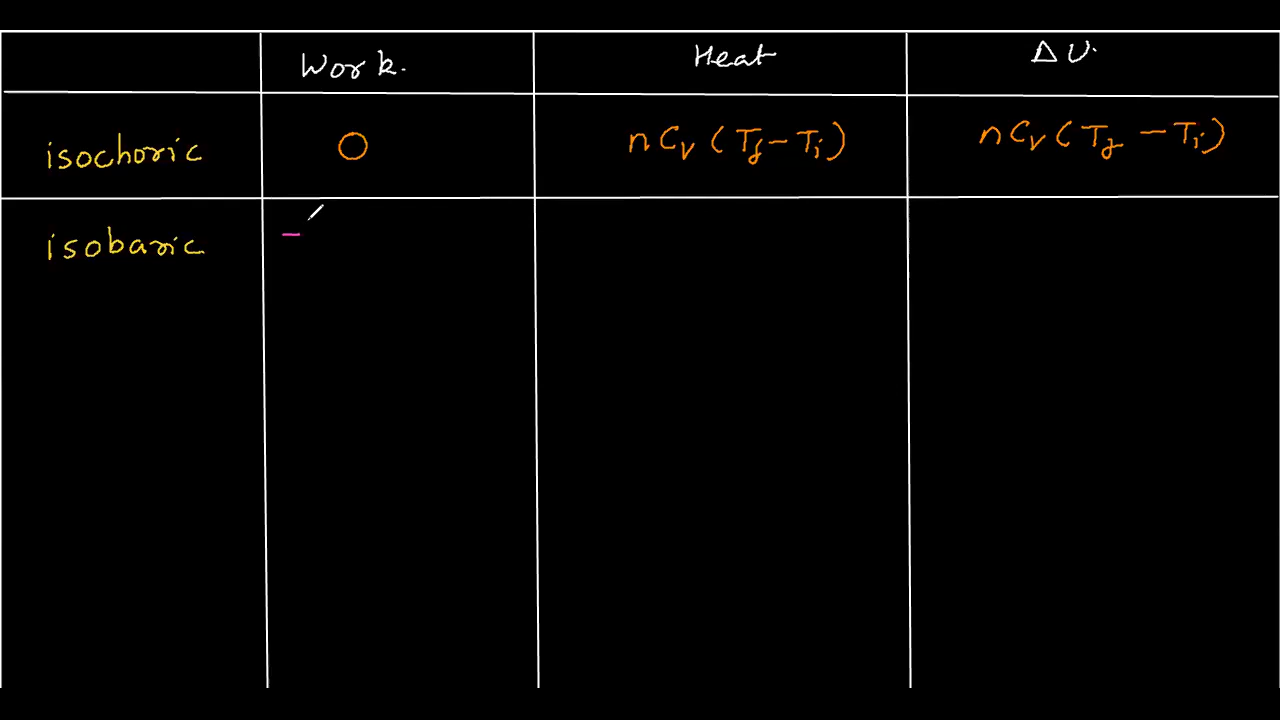 Work. Heat ΔU.
isochoric 0 nCv(Tf-Ti) nCv(Tf-Ti)
isobaric -